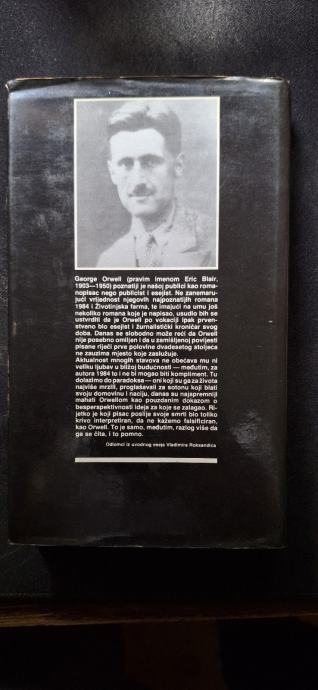 George Orwell (pravim imenom Eric Blair,
1903—1950) poznatiji je našoj publici kao roma-
nopisac nego publicist i esejist. Ne zanemaru-
jući vrijednost njegovih najpoznatijih romana
1984 i Životinjska farma, te imajući na umu još
nekoliko romana koje je napisao, usudio bih se
ustvrditi da je Orwell po vokaciji ipak prven-
stveno bio esejist i žurnalistički kroničar svog
doba. Danas se slobodno može reći da Orwell
nije posebno omiljen i da u zamišljenoj povijesti
pisane riječi prve polovine dvadesetog stoljeća
ne zauzima mjesto koje zaslužuje.
Aktualnost mnogih stavova ne obećava mu ni
veliku ljubav u bližoj budućnosti — međutim, za
autora 1984 to i ne bi mogao biti kompliment. Tu
dolazimo do paradoksa — oni koji su ga za života
najviše mrzili, proglašavali za sotonu koji blati
svoju domovinu i naciju, danas su najspremniji
mahati Orwellom kao pouzdanim dokazom o
besperspektivnosti ideja za koje se zalagao. Ri-
jetko je koji pisac poslije svoje smrti bio toliko
krivo interpretiran, da ne kažemo falsificiran,
kao Orwell. To je samo, međutim, razlog više da
ga se čita, i to pomno.
Odlomci iz uvodnog eseja Vladimira Roksandića